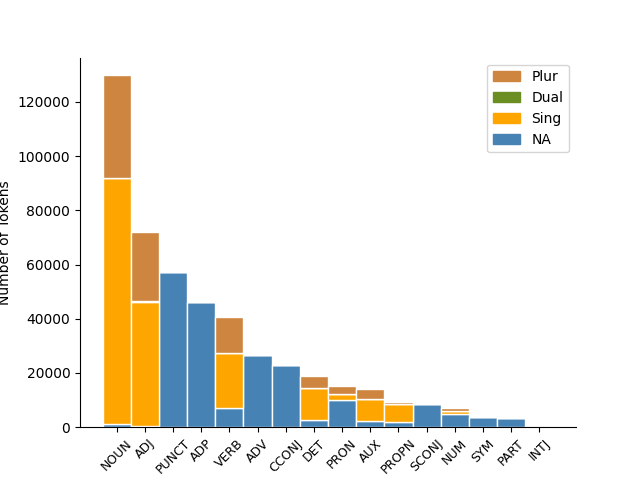 Plur
Dual
Sing
NA
120000
100000
80000
60000
40000
20000
0
Number of Tokens
NOUN
ADJ
PUNCT
ADP
VERB
ADV
CCONJ
DET
PRON
AUX
PROPN
SCONJ
NUM
SYM
PART
INTJ